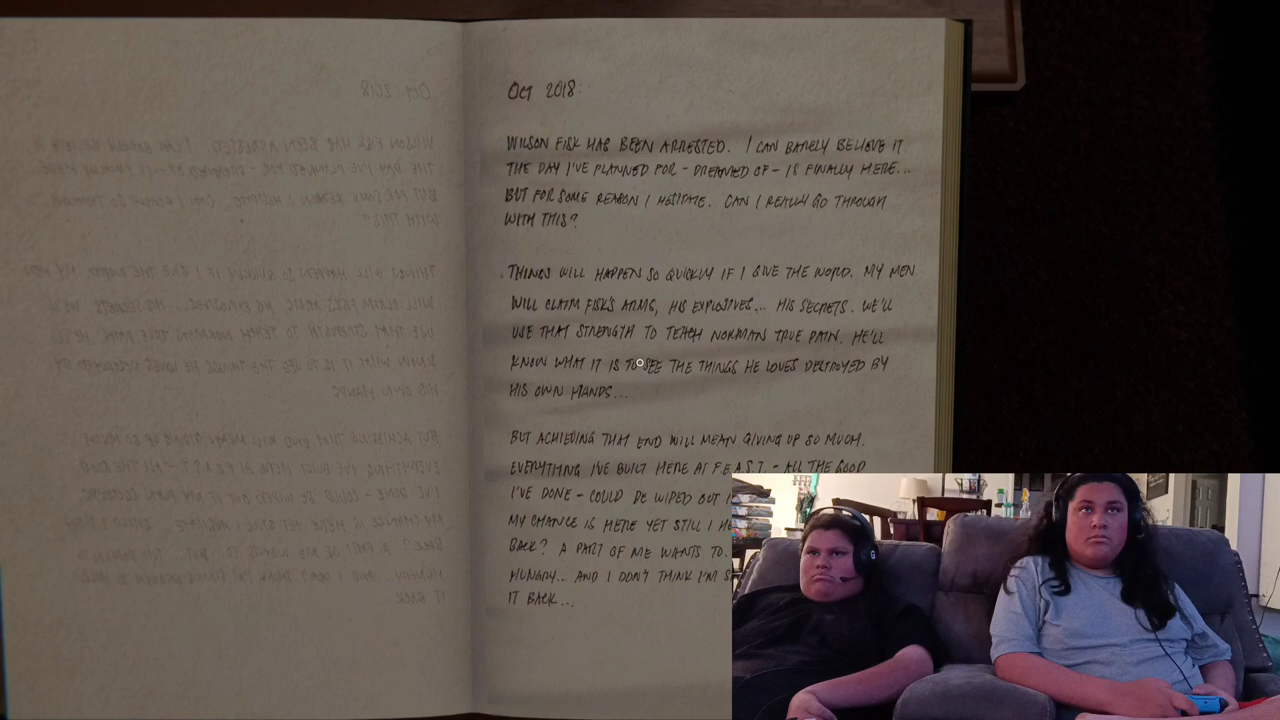 Oct 2018
WILSON FISK HAS BEEN ARRESTED. I CAN BARELY BELIEVE IT
THE DAY I'VE PLANNED FOR - DREAMED OF - IS FINALLY HERE...
BUT FOR SOME REASON I HESITATE. CAN I REALLY GO THROUGH
WITH THIS?
THINGS WILL HAPPEN SO QUICKLY IF I GIVE THE WORD. MY MEN
WILL CLAIM FISK'S ARMS, HIS EXPLOSIVES... HIS SECRETS. WE'LL
USE THAT STRENGTH TO TEACH NORMAN TRUE PAIN. HE'LL
KNOW WHAT IT IS TO SEE THE THINGS HE LOVES DESTROYED BY
HIS OWN HANDS...
BUT ACHIEVING THAT END WILL MEAN GIVING UP SO MUCH.
EVERYTHING I'VE BUILT HERE AT F.E.A.S.T. - ALL THE GOOD
I'VE DONE - COULD BE WIPED OUT
MY CHANCE IS HERE YET STILL I
BACK? A PART OF ME WANTS TO.
HUNGRY... AND I DON'T THINK I'M
IT BACK...